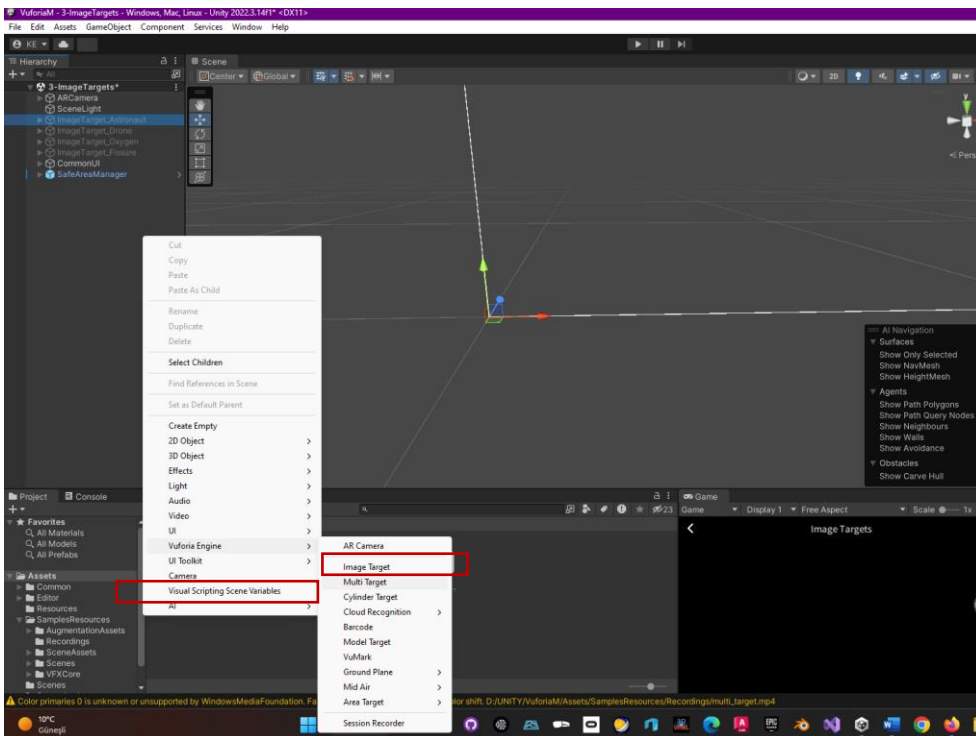 VuforiaM - 3-ImageTargets - Windows, Mac, Linux - Unity 2022.3.14f1* <DX11>
File Edit Assets GameObject Component Services Window Help
KE
Hierarchy
Scene
All
Center Global
2D
3-ImageTargets*
ARCamera
SceneLight
ImageTarget_Astronaut
ImageTarget_Drone
ImageTarget_Oxygen
ImageTarget_Fissure
CommonUI
SafeAreaManager
y
Pers
Cut
Copy
Paste
Paste As Child
Rename
Duplicate
Delete
Select Children
Find References in Scene
Set as Default Parent
Create Empty
2D Object
3D Object
Effects
Light
Audio
Video
UI
Vuforia Engine
UI Toolkit
Camera
Visual Scripting Scene Variables
AI
AR Camera
Image Target
Multi Target
Cylinder Target
Cloud Recognition
Barcode
Model Target
VuMark
Ground Plane
Mid Air
Area Target
Session Recorder
AI Navigation
Surfaces
Show Only Selected
Show NavMesh
Show HeightMesh
Agents
Show Path Polygons
Show Path Query Nodes
Show Neighbours
Show Walls
Show Avoidance
Obstacles
Show Carve Hull
Project Console
23
Favorites
All Materials
All Models
All Prefabs
Assets
Common
Editor
Resources
SamplesResources
AugmentationAssets
Recordings
SceneAssets
Scenes
VFXCore
Scenes
Game
Game Display 1 Free Aspect Scale 1x
Image Targets
Color primaries 0 is unknown or unsupported by WindowsMediaFoundation. Fa
lor shift. D:/UNITY/VuforiaM/Assets/SamplesResources/Recordings/multi_target.mp4
10°C
Güneşli
EPIC